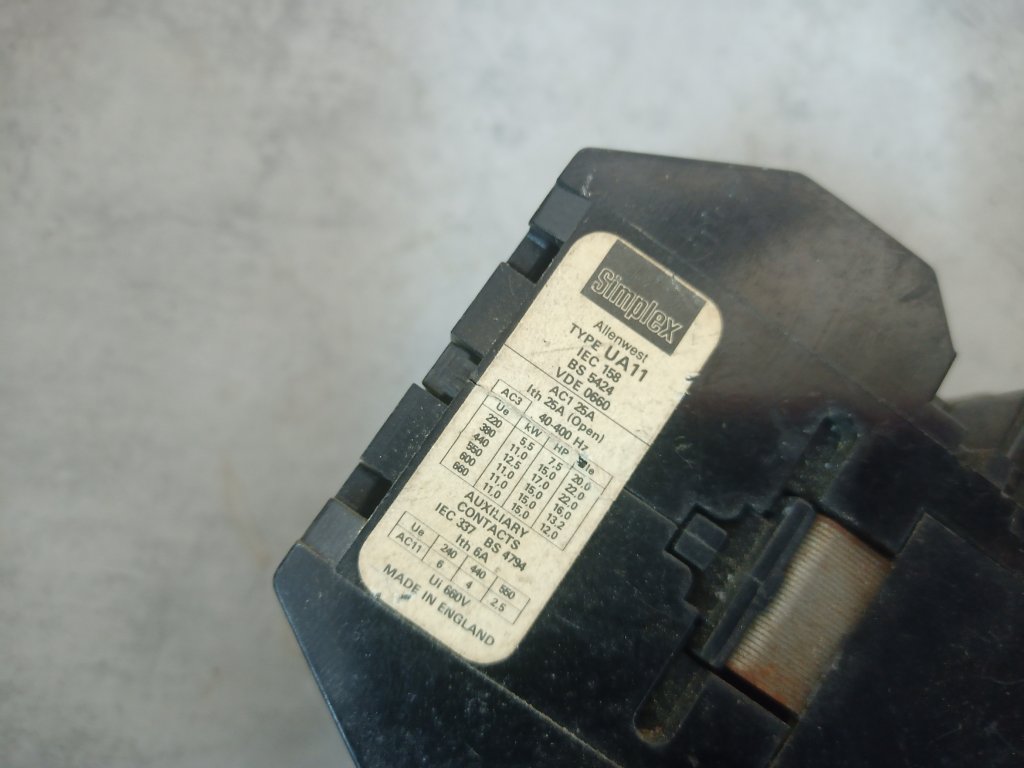 simplex
Allenwest
TYPE UA11
IEC 158
BS 5424
VDE 0660
AC1 25A
Ith 25A (Open)
AC3 40-400 Hz
Ue kW HP Ie
220 5.5 7.5 20.0
380 11.0 15.0 22.0
440 12.5 17.0 22.0
550 11.0 15.0 16.0
600 11.0 15.0 13.2
660 11.0 15.0 12.0
AUXILIARY
CONTACTS
IEC 337 BS 4794
Ith 6A
Ue 240 440 550
AC11 6 4 2.5
Ui 660V
MADE IN ENGLAND